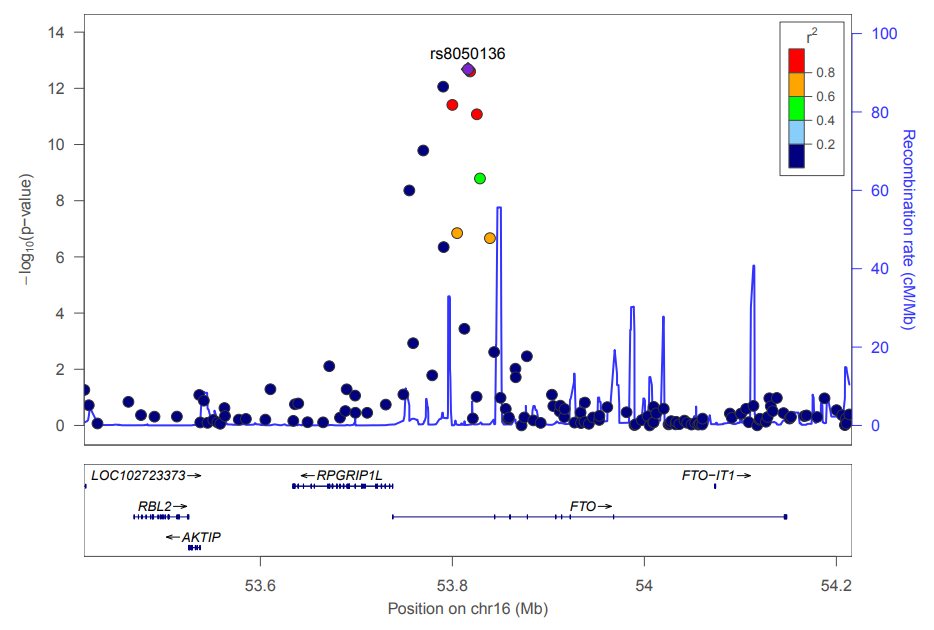 rs8050136
r²
0.8
0.6
0.4
0.2
14
12
10
8
6
4
2
0
−log₁₀(p−value)
100
80
60
40
20
0
Recombination rate (cM/Mb)
LOC102723373→
←RPGRIP1L
FTO−IT1→
RBL2→
FTO→
←AKTIP
53.6
53.8
54
54.2
Position on chr16 (Mb)